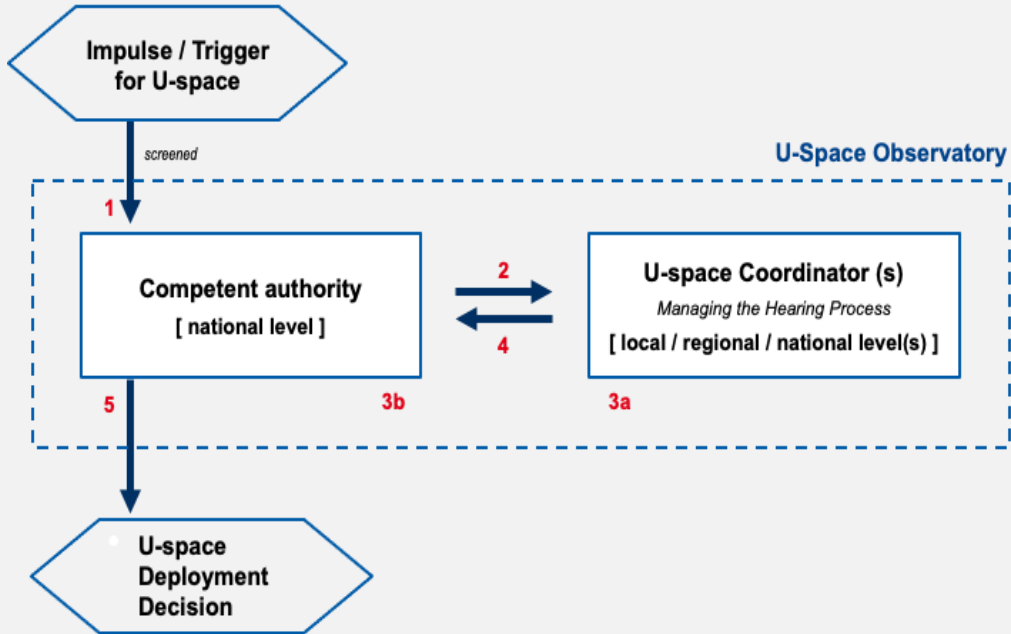 Impulse / Trigger
for U-space
screened
U-Space Observatory
1
Competent authority
[ national level ]
2
4
U-space Coordinator (s)
Managing the Hearing Process
[ local / regional / national level(s) ]
5
3b
3a
U-space
Deployment
Decision